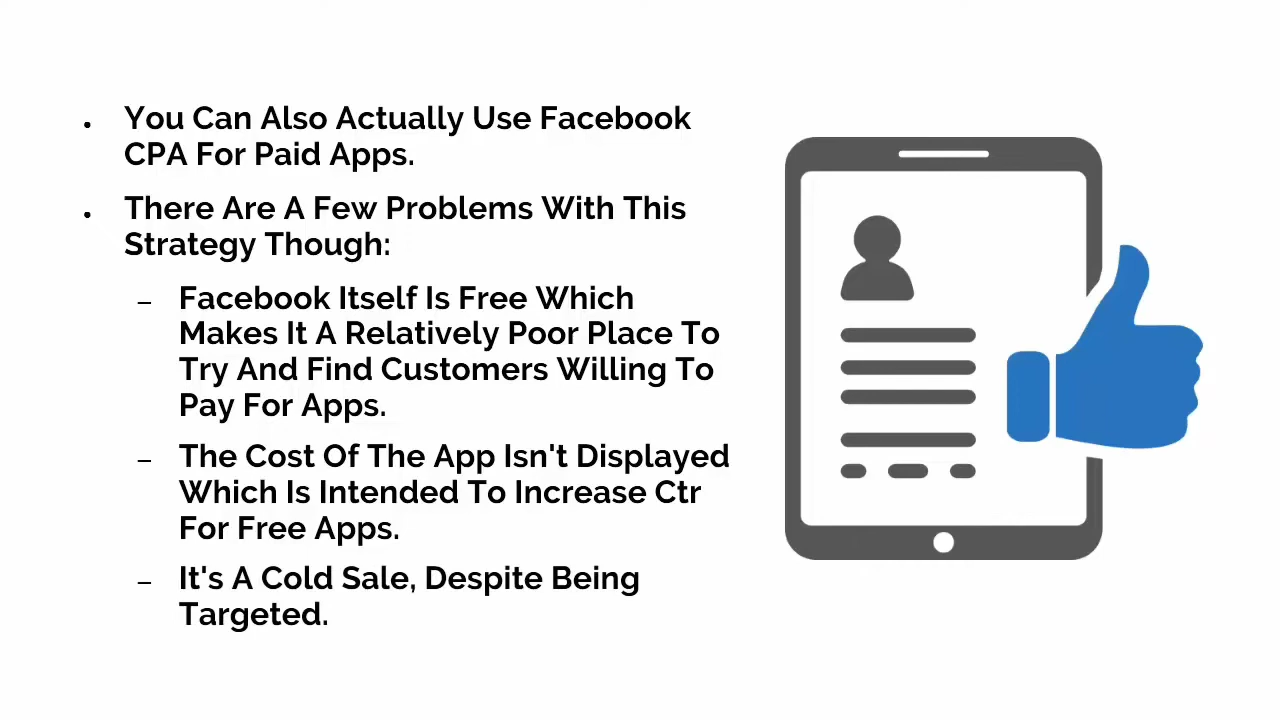 . You Can Also Actually Use Facebook
CPA For Paid Apps.
. There Are A Few Problems With This
Strategy Though:
– Facebook Itself Is Free Which
Makes It A Relatively Poor Place To
Try And Find Customers Willing To
Pay For Apps.
– The Cost Of The App Isn't Displayed
Which Is Intended To Increase Ctr
For Free Apps.
– It's A Cold Sale, Despite Being
Targeted.